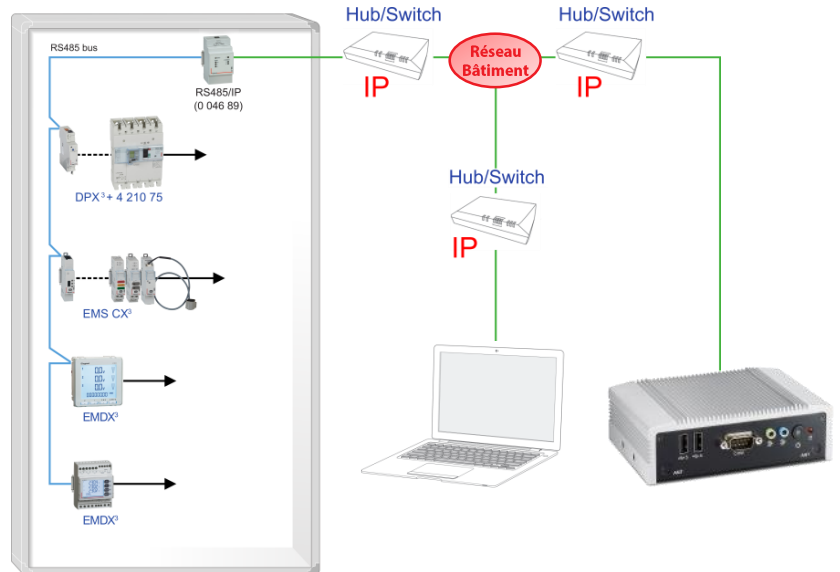 Hub/Switch
Hub/Switch
RS485 bus
Réseau
Bâtiment
IP
IP
RS485/IP
(0 046 89)
Hub/Switch
DPX³ + 4 210 75
IP
EMS CX³
EMDX³
EMDX³